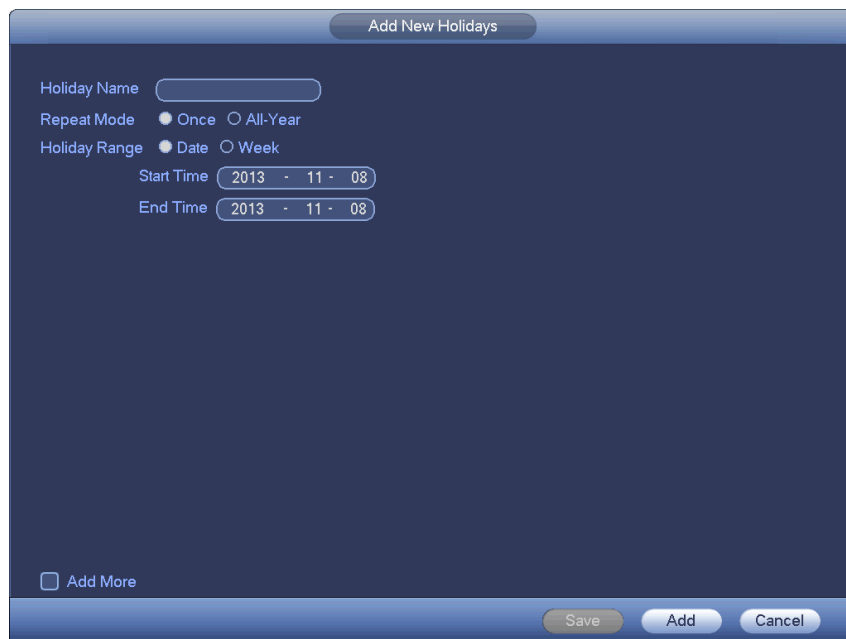 Add New Holidays
Holiday Name
Repeat Mode Once All-Year
Holiday Range Date Week
Start Time 2013 - 11 - 08
End Time 2013 - 11 - 08
Add More
Save Add Cancel